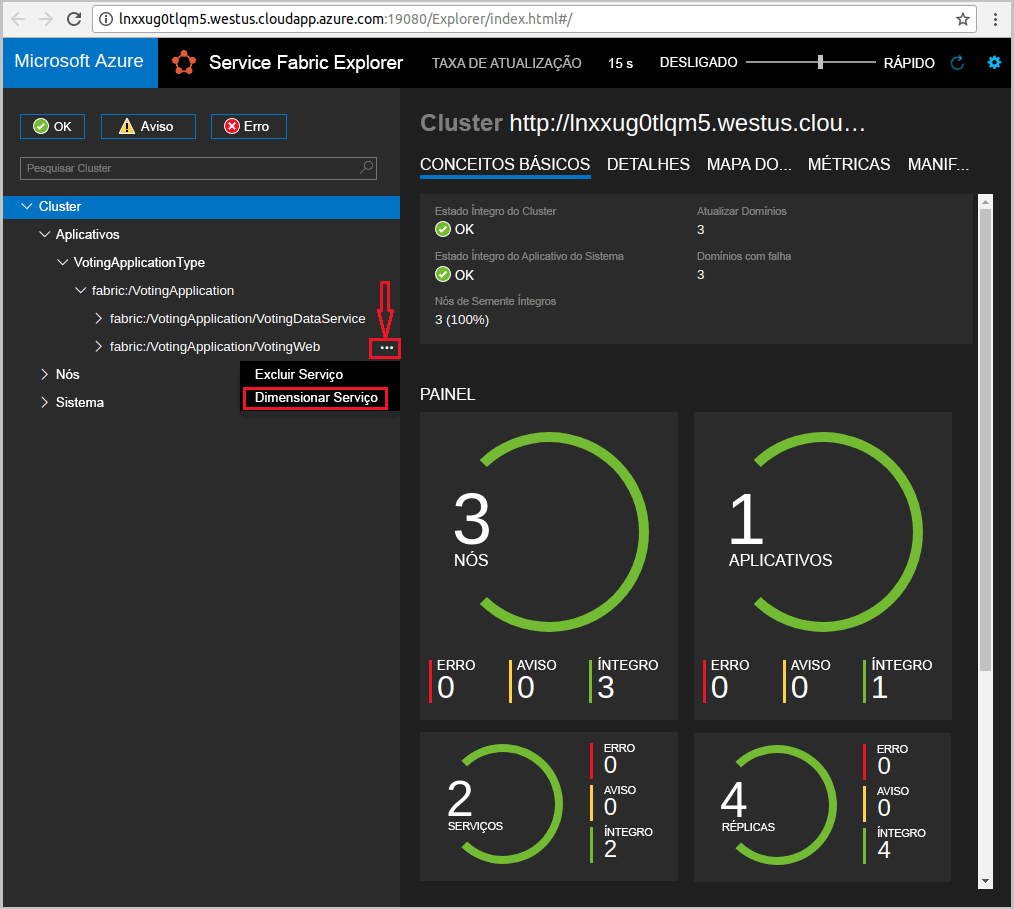 lnxxug0tlqm5.westus.cloudapp.azure.com:19080/Explorer/index.html#/
Microsoft Azure
Service Fabric Explorer
TAXA DE ATUALIZAÇÃO
15 s
DESLIGADO
RÁPIDO
OK
Aviso
Erro
Pesquisar Cluster
Cluster
Aplicativos
VotingApplicationType
fabric:/VotingApplication
fabric:/VotingApplication/VotingDataService
fabric:/VotingApplication/VotingWeb
•••
Excluir Serviço
Dimensionar Serviço
Nós
Sistema
Cluster http://lnxxug0tlqm5.westus.clou…
CONCEITOS BÁSICOS
DETALHES
MAPA DO...
MÉTRICAS
MANIF...
Estado Íntegro do Cluster
OK
Atualizar Domínios
3
Estado Íntegro do Aplicativo do Sistema
OK
Domínios com falha
3
Nós de Semente Íntegros
3 (100%)
PAINEL
3
NÓS
ERRO
0
AVISO
0
ÍNTEGRO
3
1
APLICATIVOS
ERRO
0
AVISO
0
ÍNTEGRO
1
2
SERVIÇOS
ERRO
0
AVISO
0
ÍNTEGRO
2
4
RÉPLICAS
ERRO
0
AVISO
0
ÍNTEGRO
4